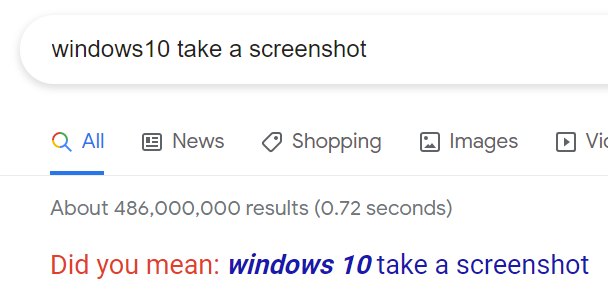 windows10 take a screenshot
All News Shopping Images
About 486,000,000 results (0.72 seconds)
Did you mean: windows 10 take a screenshot